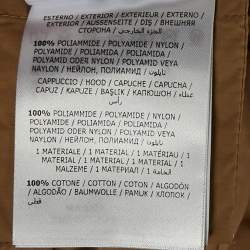 ESTERNO / EXTERIOR / EXTERIEUR / EXTERNO
/ EXTERIOR / AUSSENSEITE / DIŞ / ВНЕШНЯЯ
СТОРОНА / الجزء الخارجي
100% POLIAMMIDE / POLYAMIDE / NYLON /
POLYAMIDE / POLIAMIDA / POLIAMIDA /
POLYAMID ODER NYLON / POLYAMID VEYA
NAYLON / НЕЙЛОН, ПОЛИАМИД / نايلون
CAPPUCCIO / HOOD / CAPUCHE / CAPUCHA /
CAPUZ / KAPUZE / BAŞLIK / КАПЮШОН / غطاء
رأس
100% POLIAMMIDE / POLYAMIDE / NYLON /
POLYAMIDE / POLIAMIDA / POLIAMIDA /
POLYAMID ODER NYLON / POLYAMID VEYA
NAYLON / НЕЙЛОН, ПОЛИАМИД / نايلون
1 MATERIALE / 1 MATERIAL / 1 MATÉRIAU /
1 MATERIAL / 1 MATERIAL / 1 MATERIAL / 1
MALZEME / 1 МАТЕРИАЛ / 1 الخامة
100% COTONE / COTTON / COTON / ALGODÓN
/ ALGODÃO / BAUMWOLLE / PAMUK / ХЛОПОК /
قطن